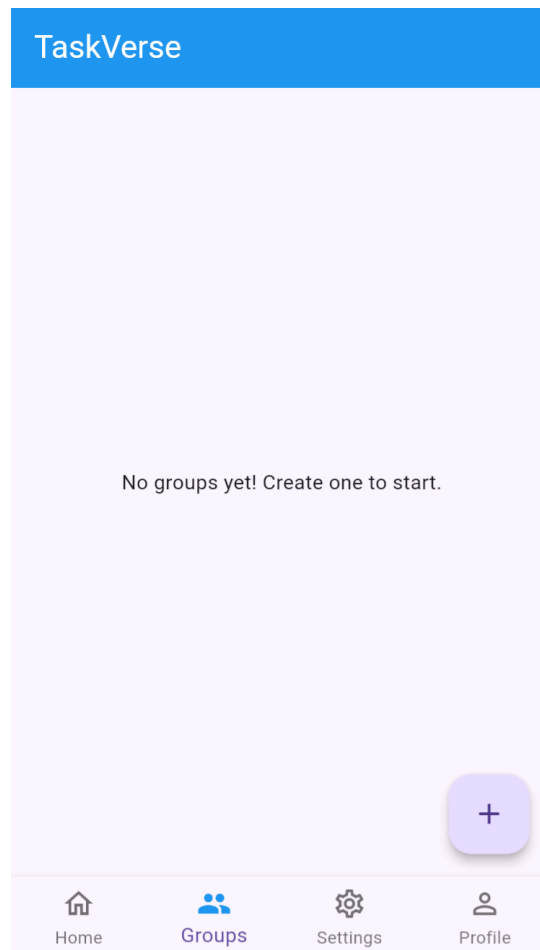 TaskVerse
No groups yet! Create one to start.
Home
Groups
Settings
Profile